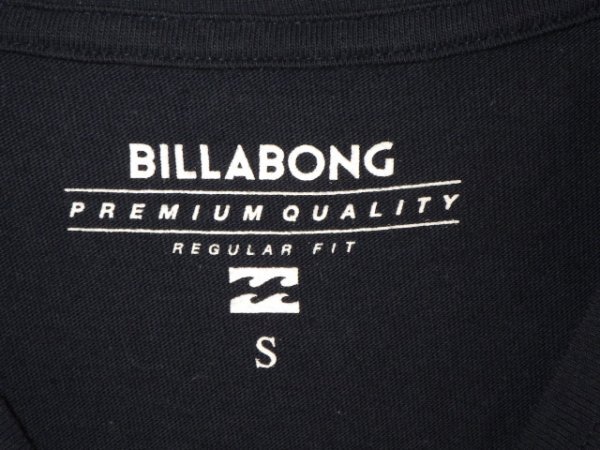 BILLABONG
PREMIUM QUALITY
REGULAR FIT
S